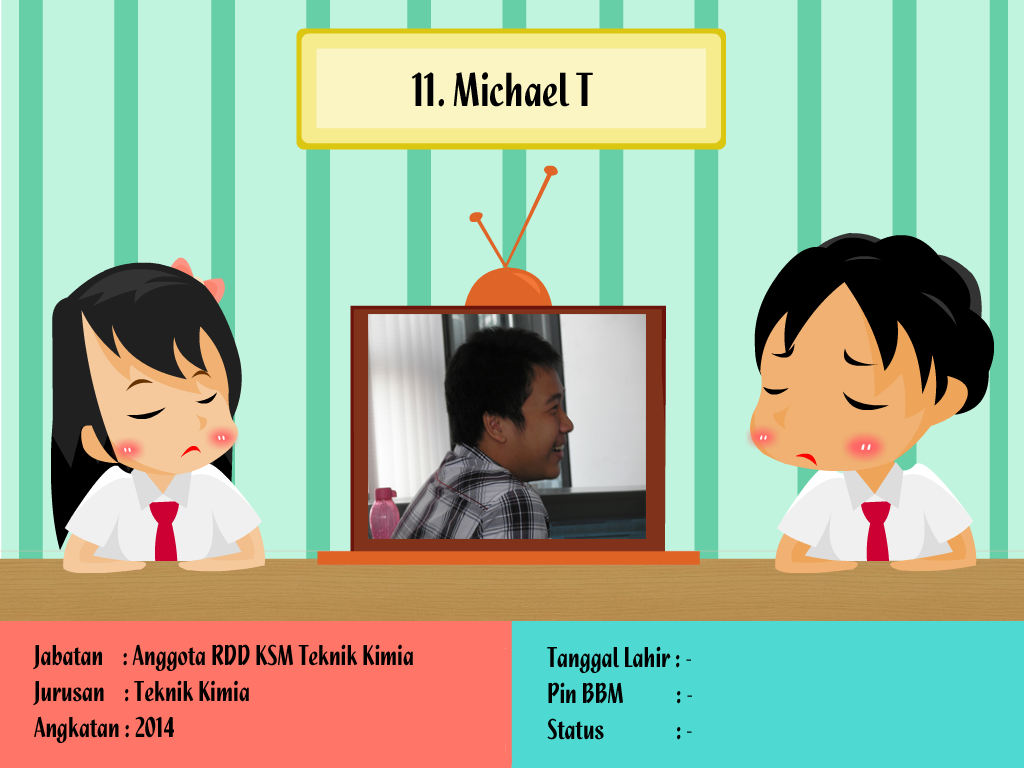 11. Michael T
Jabatan : Anggota RDD KSM Teknik Kimia
Jurusan : Teknik Kimia
Angkatan : 2014
Tanggal Lahir : -
Pin BBM : -
Status : -